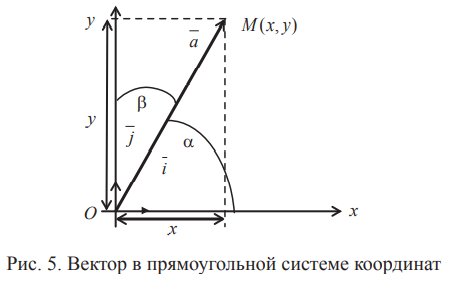 y
a
M(x, y)
β
y
j
α
i
O
x
x
Рис. 5. Вектор в прямоугольной системе координат